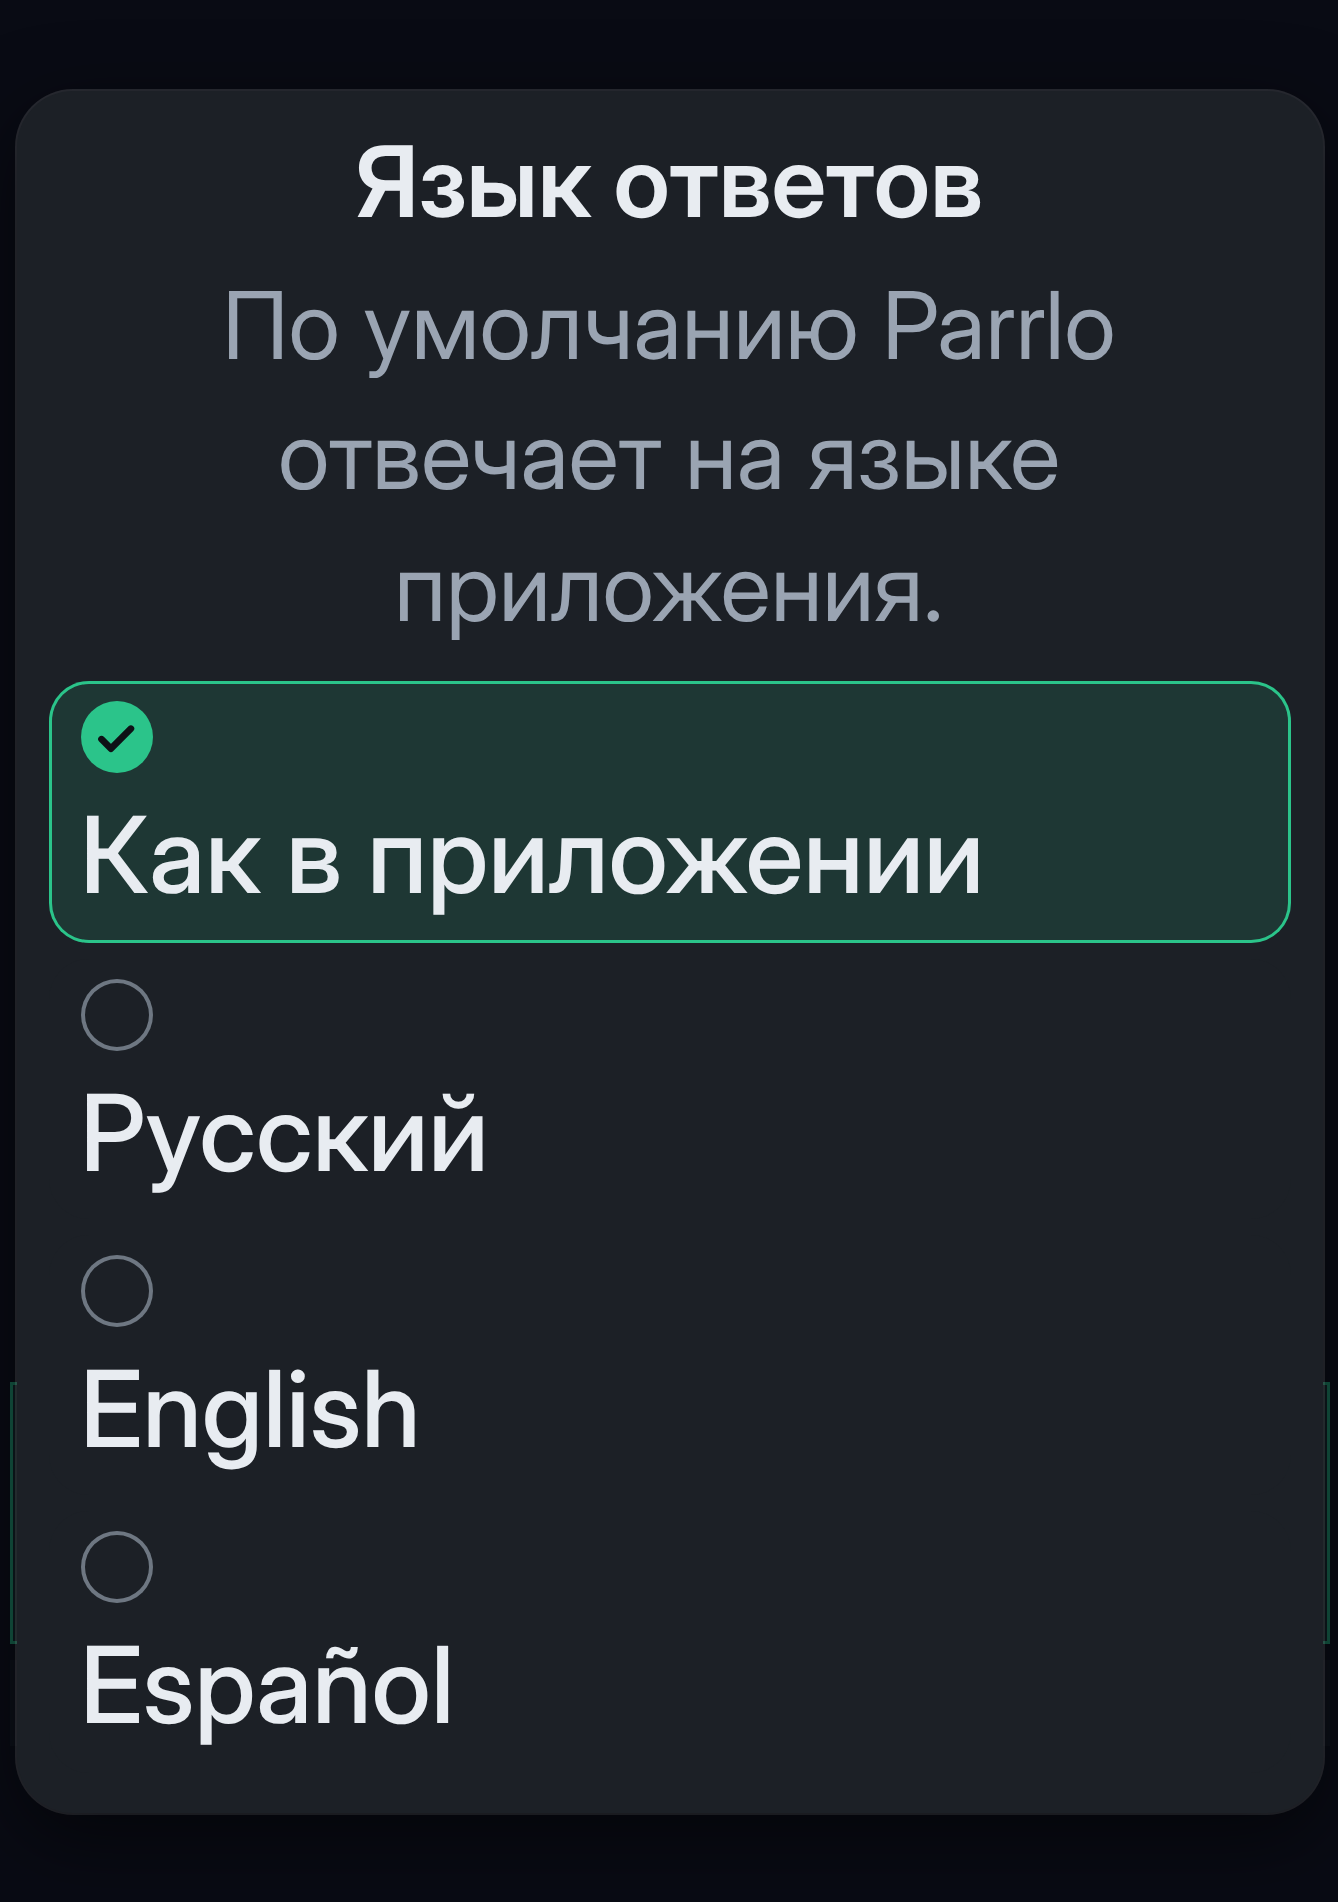 Язык ответов
По умолчанию Parrlo
отвечает на языке
приложения.
Как в приложении
Русский
English
Español